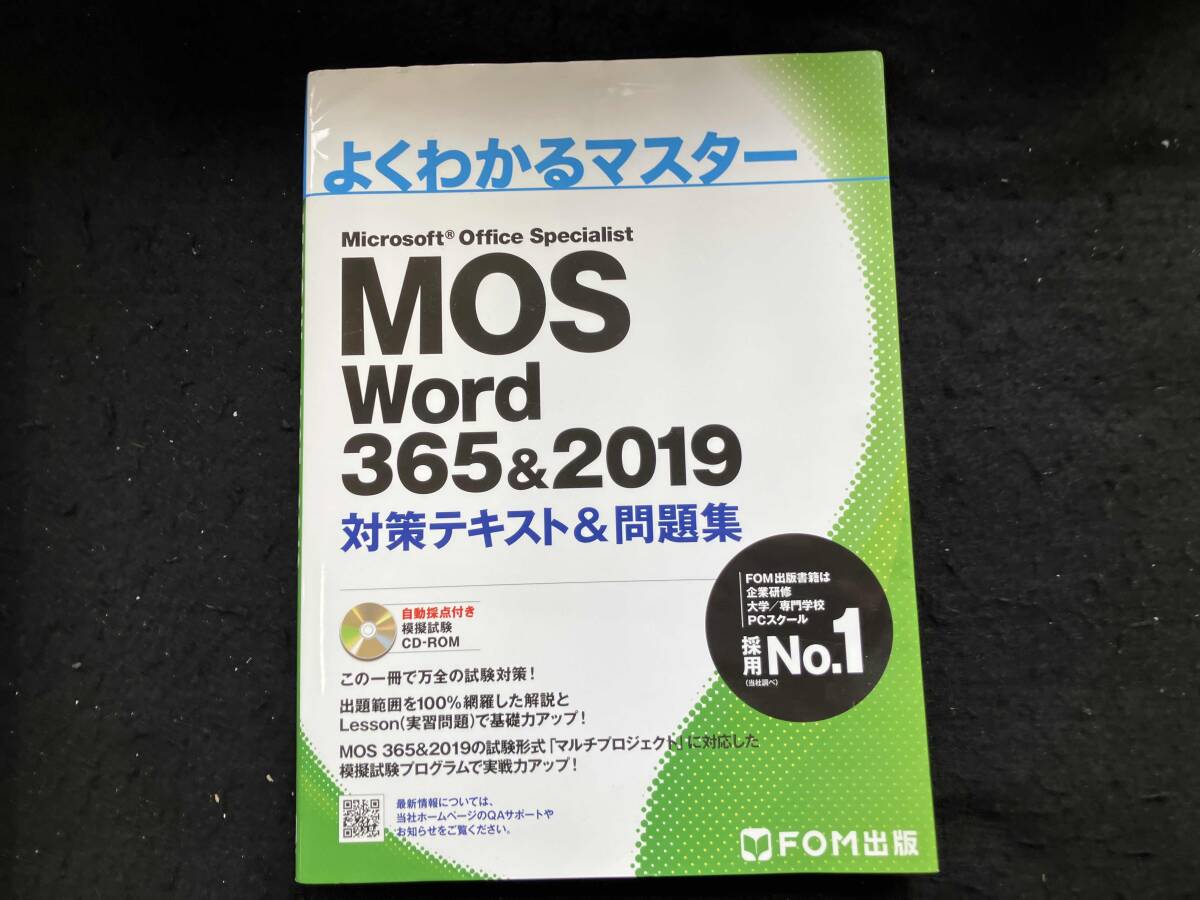 よくわかるマスター
Microsoft® Office Specialist
MOS
Word
365&2019
対策テキスト&問題集
FOM出版書籍は
企業研修
大学/専門学校
PCスクール
採用 No.1
(当社調べ)
自動採点付き
模擬試験
CD-ROM
この一冊で万全の試験対策!
出題範囲を100%網羅した解説と
Lesson(実習問題)で基礎力アップ!
MOS 365&2019の試験形式「マルチプロジェクト」に対応した
模擬試験プログラムで実戦力アップ!
最新情報については、
当社ホームページのQAサポートや
お知らせをご覧ください。
FOM出版